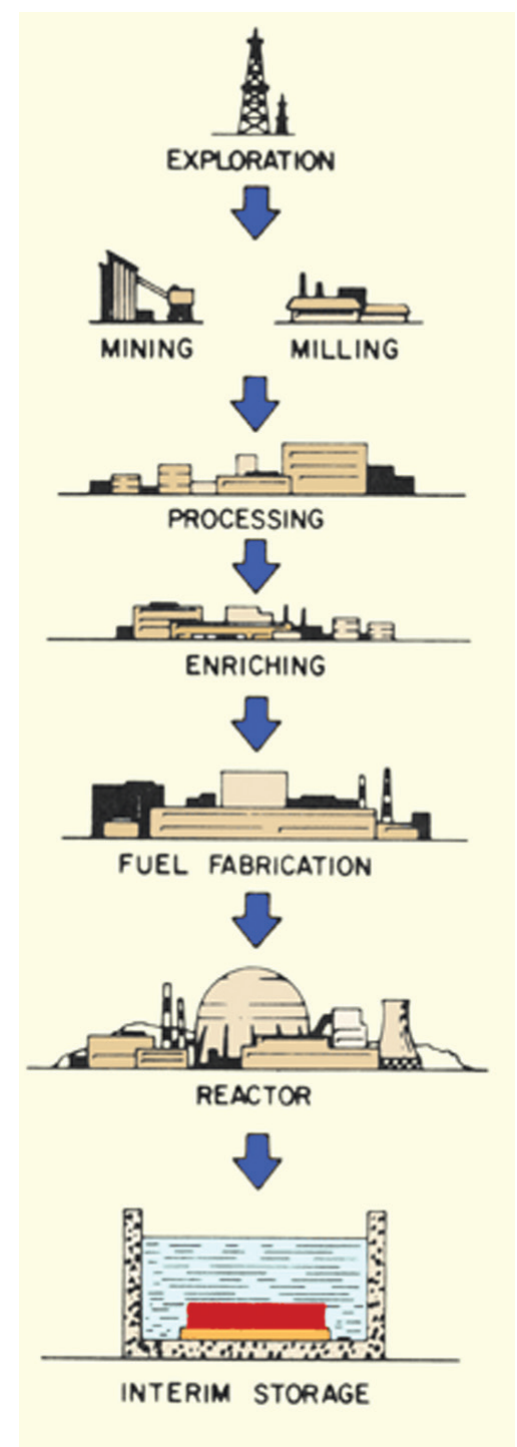 EXPLORATION
MINING MILLING
PROCESSING
ENRICHING
FUEL FABRICATION
REACTOR
INTERIM STORAGE